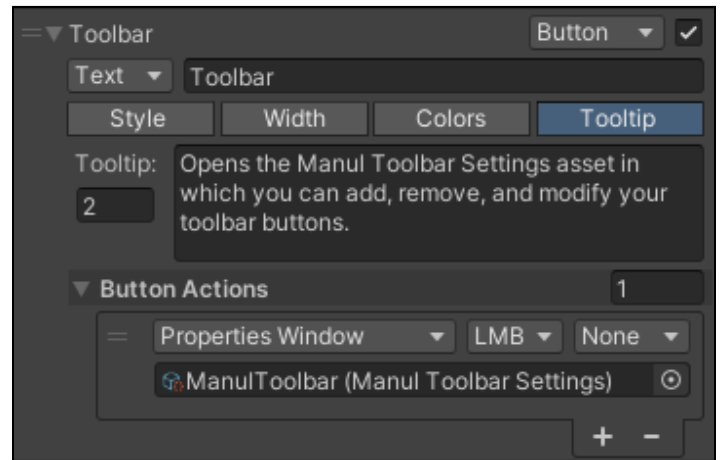 Toolbar Button
Text Toolbar
Style Width Colors Tooltip
Tooltip: Opens the Manul Toolbar Settings asset in
2 which you can add, remove, and modify your
toolbar buttons.
Button Actions 1
Properties Window LMB None
ManulToolbar (Manul Toolbar Settings)